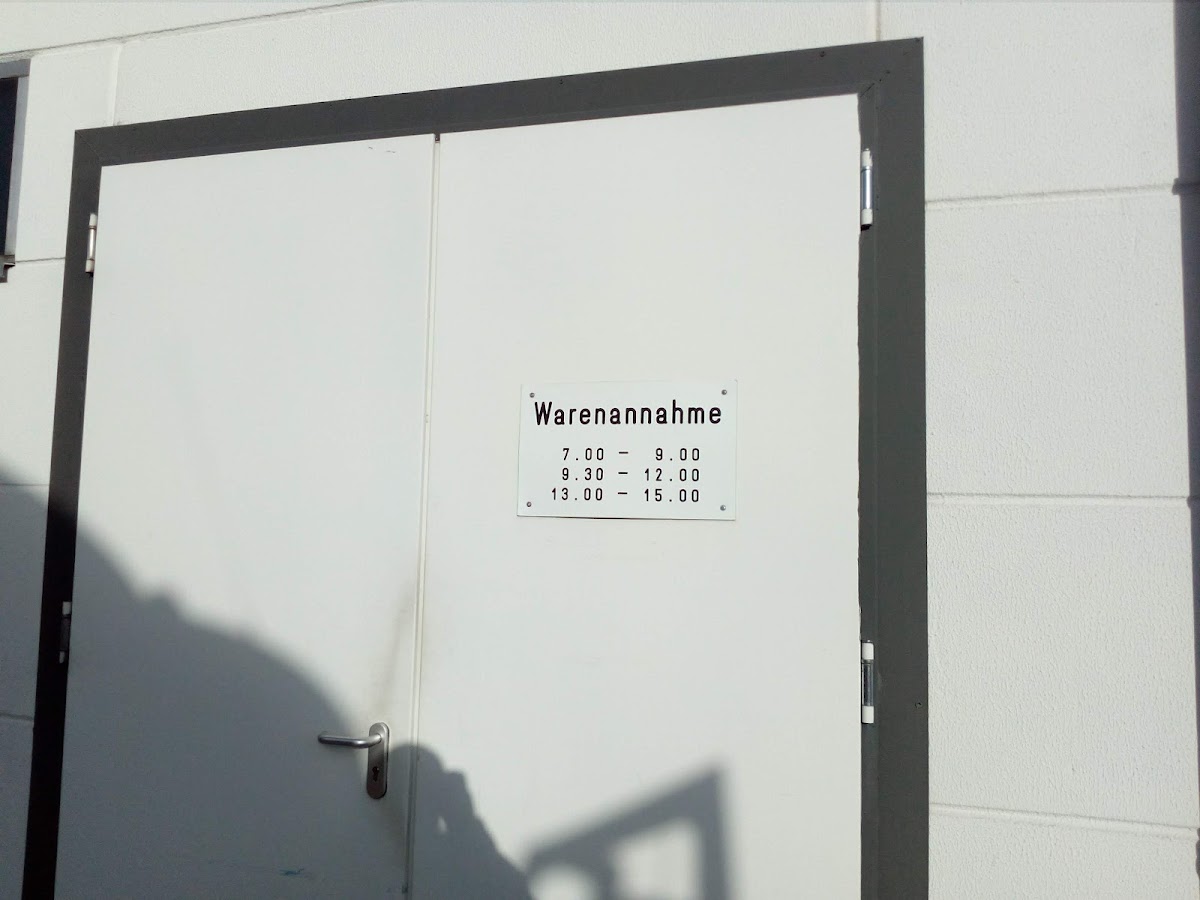 Warenannahme
7.00 – 9.00
9.30 – 12.00
13.00 – 15.00